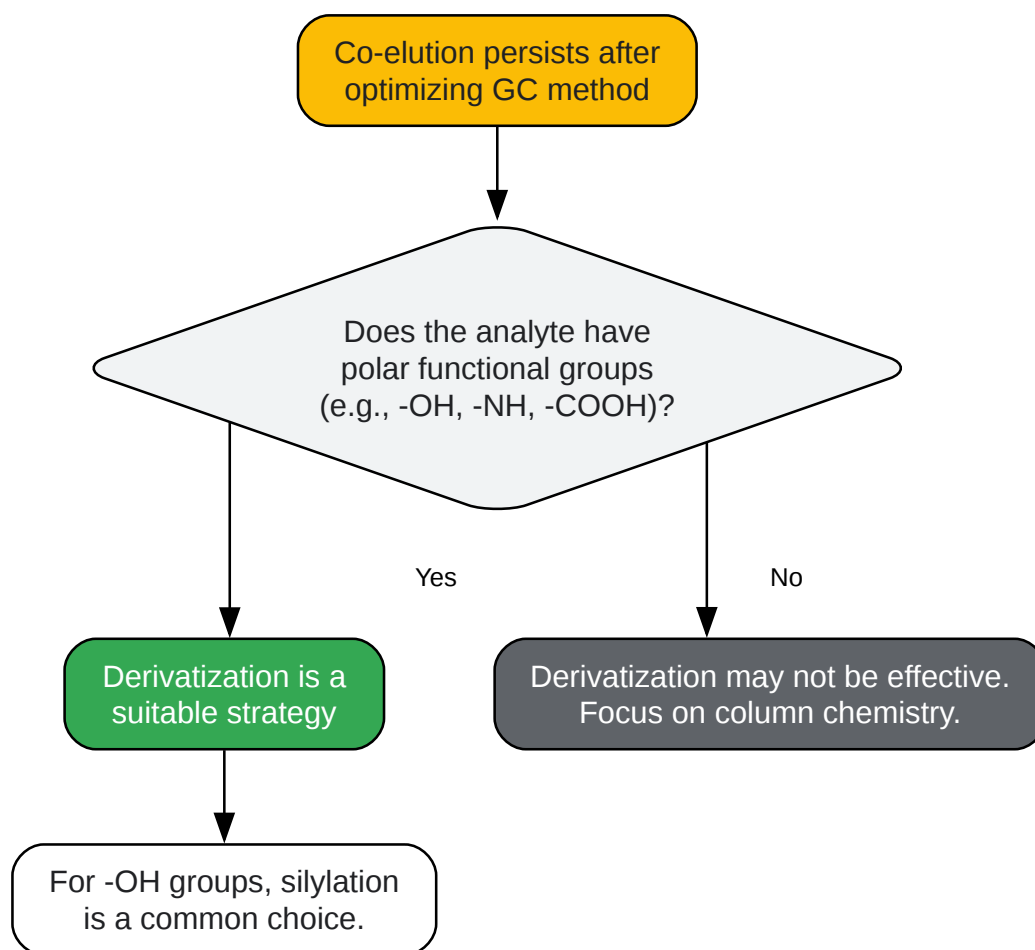 Co-elution persists after
optimizing GC method
Does the analyte have
polar functional groups
(e.g., -OH, -NH, -COOH)?
Yes
No
Derivatization is a
suitable strategy
Derivatization may not be effective.
Focus on column chemistry.
For -OH groups, silylation
is a common choice.